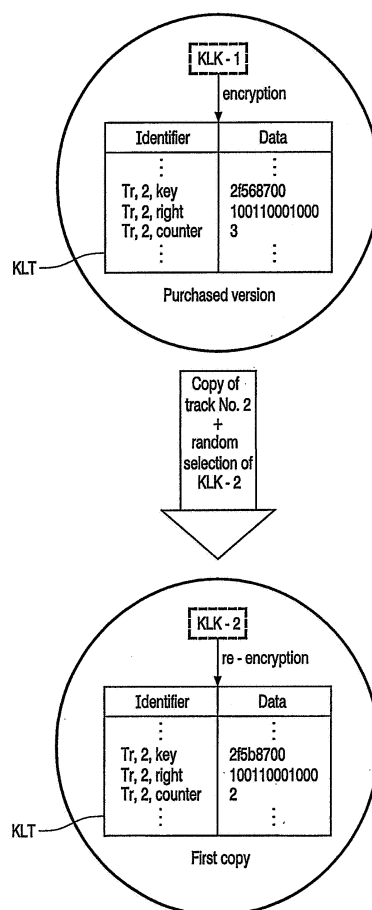 KLK - 1
encryption
Identifier Data
⋮ ⋮
Tr, 2, key 2f568700
Tr, 2, right 100110001000
Tr, 2, counter 3
⋮ ⋮
KLT
Purchased version
Copy of
track No. 2
+
random
selection of
KLK - 2
KLK - 2
re - encryption
Identifier Data
⋮ ⋮
Tr, 2, key 2f5b8700
Tr, 2, right 100110001000
Tr, 2, counter 2
⋮ ⋮
KLT
First copy